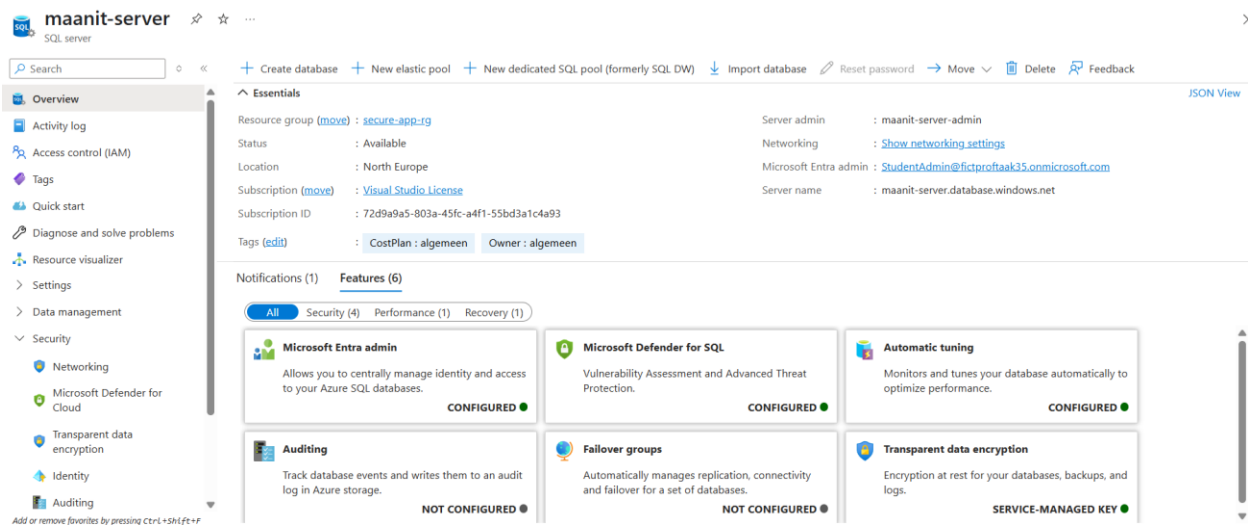 maanit-server
SQL server
Search
Create database New elastic pool New dedicated SQL pool (formerly SQL DW) Import database Reset password Move Delete Feedback
Overview
Activity log
Access control (IAM)
Tags
Quick start
Diagnose and solve problems
Resource visualizer
Settings
Data management
Security
Networking
Microsoft Defender for
Cloud
Transparent data
encryption
Identity
Auditing
Add or remove favorites by pressing Ctrl+Shift+F
Essentials
JSON View
Resource group (move) : secure-app-rg
Status : Available
Location : North Europe
Subscription (move) : Visual Studio License
Subscription ID : 72d9a9a5-803a-45fc-a4f1-55bd3a1c4a93
Tags (edit) : CostPlan : algemeen Owner : algemeen
Server admin : maanit-server-admin
Networking : Show networking settings
Microsoft Entra admin : StudentAdmin@fictproftaak35.onmicrosoft.com
Server name : maanit-server.database.windows.net
Notifications (1) Features (6)
All Security (4) Performance (1) Recovery (1)
Microsoft Entra admin
Allows you to centrally manage identity and access
to your Azure SQL databases.
CONFIGURED
Microsoft Defender for SQL
Vulnerability Assessment and Advanced Threat
Protection.
CONFIGURED
Automatic tuning
Monitors and tunes your database automatically to
optimize performance.
CONFIGURED
Auditing
Track database events and writes them to an audit
log in Azure storage.
NOT CONFIGURED
Failover groups
Automatically manages replication, connectivity
and failover for a set of databases.
NOT CONFIGURED
Transparent data encryption
Encryption at rest for your databases, backups, and
logs.
SERVICE-MANAGED KEY